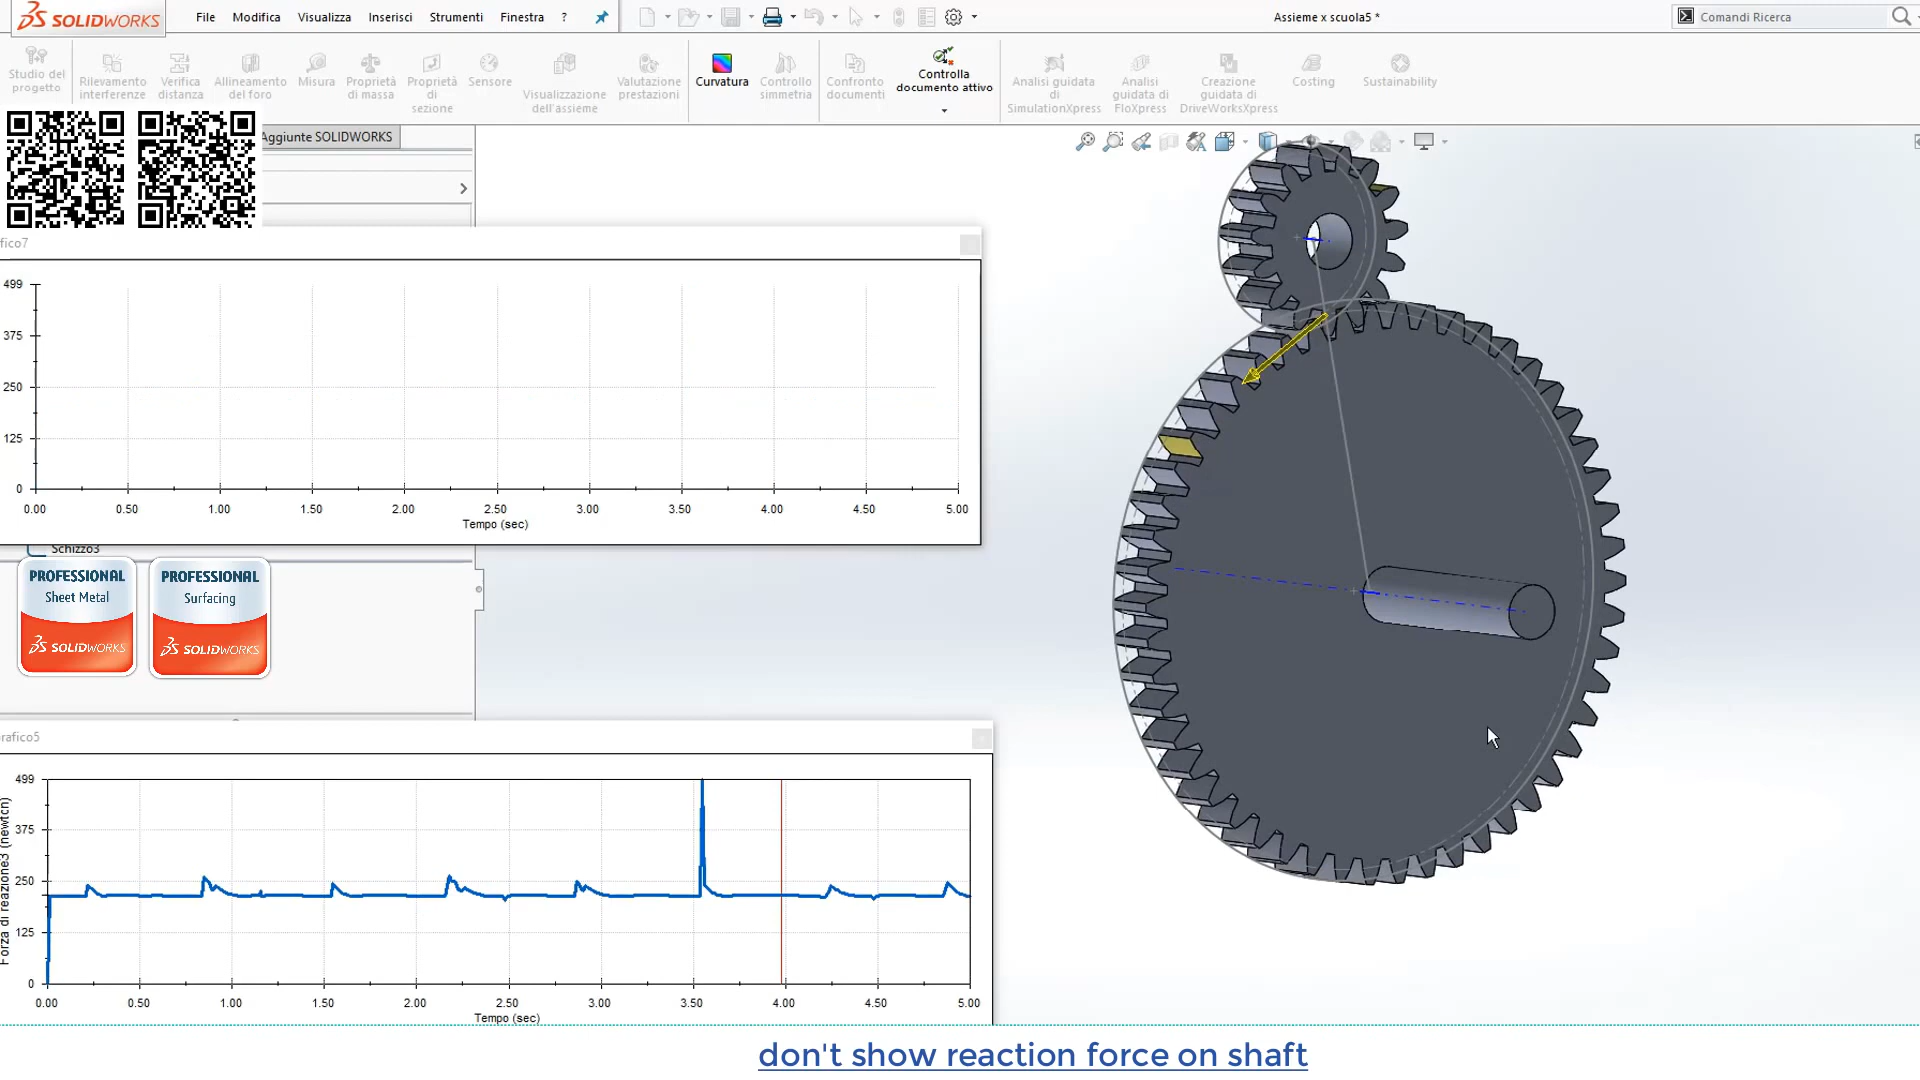 SOLIDWORKS
File Modifica Visualizza Inserisci Strumenti Finestra ?
Assieme x scuola5 *
Comandi Ricerca
Studio del progetto
Rilevamento interferenze
Verifica distanza
Allineamento del foro
Misura
Proprietà di massa
Proprietà di sezione
Sensore
Visualizzazione dell'assieme
Valutazione prestazioni
Curvatura
Controllo simmetria
Confronto documenti
Controlla documento attivo
Analisi guidata di SimulationXpress
Analisi guidata di FloXpress
Creazione guidata di DriveWorksXpress
Costing
Sustainability
Aggiunte SOLIDWORKS
fico7
499
375
250
125
0
0.00 0.50 1.00 1.50 2.00 2.50 3.00 3.50 4.00 4.50 5.00
Tempo (sec)
Schizzo3
PROFESSIONAL
Sheet Metal
SOLIDWORKS
PROFESSIONAL
Surfacing
SOLIDWORKS
rafico5
Forza di reazione3 (newton)
499
375
250
125
0
0.00 0.50 1.00 1.50 2.00 2.50 3.00 3.50 4.00 4.50 5.00
Tempo (sec)
don't show reaction force on shaft